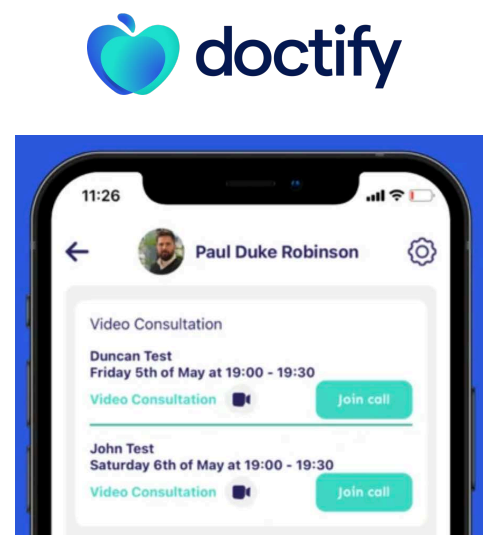 doctify
11:26
Paul Duke Robinson
Video Consultation
Duncan Test
Friday 5th of May at 19:00 - 19:30
Video Consultation
Join call
John Test
Saturday 6th of May at 19:00 - 19:30
Video Consultation
Join call